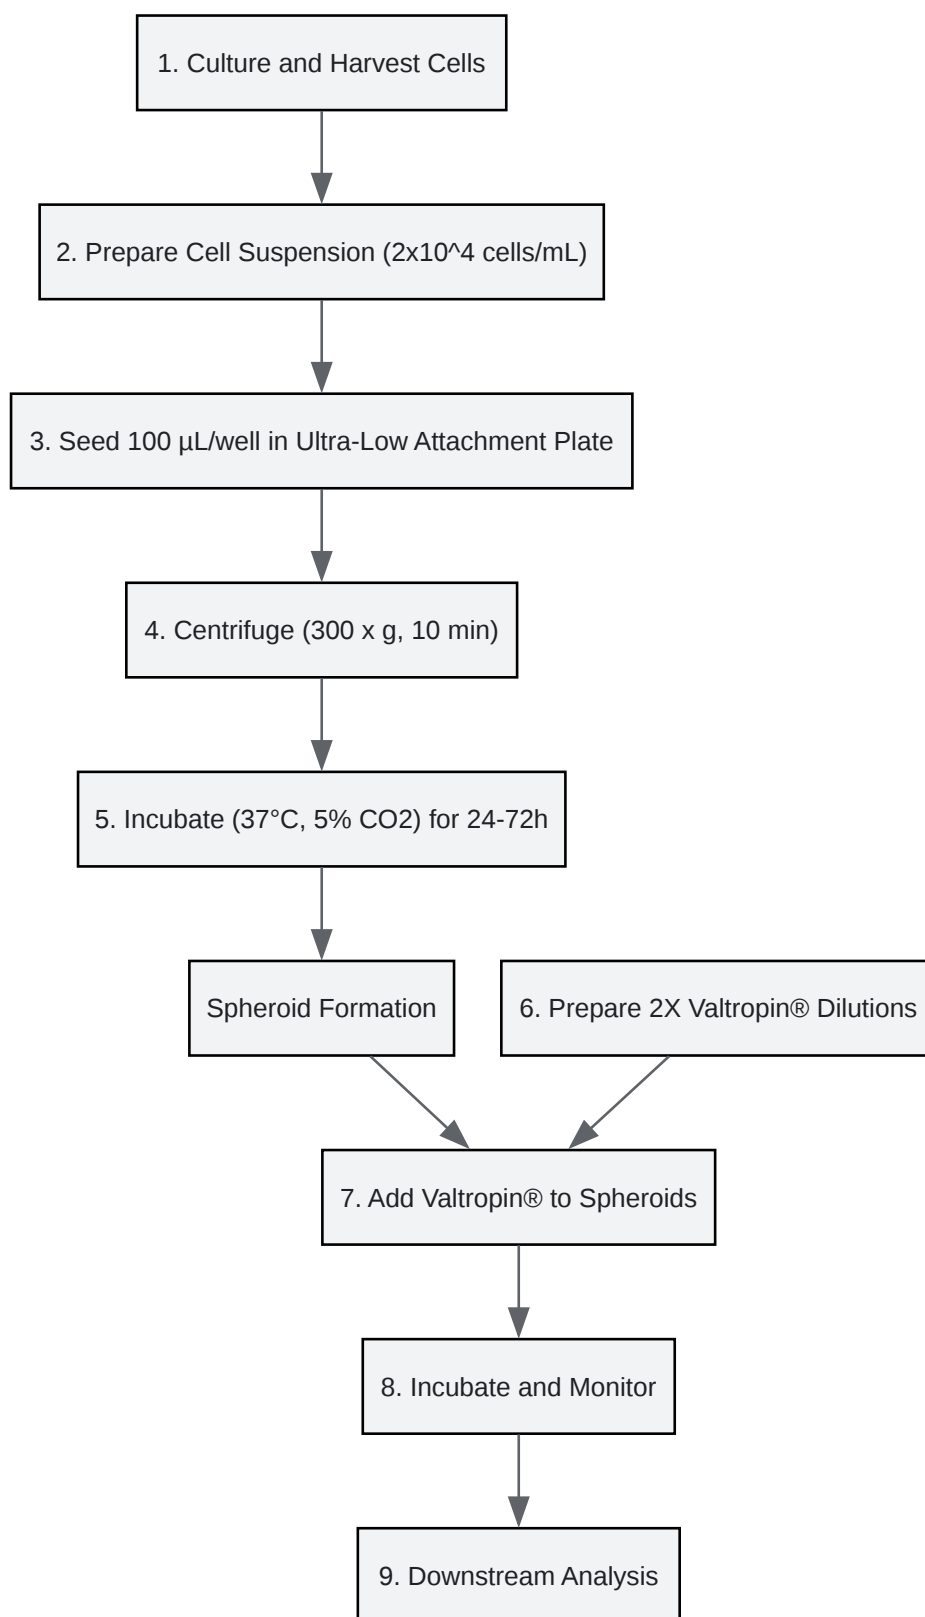 1. Culture and Harvest Cells
2. Prepare Cell Suspension (2x10^4 cells/mL)
3. Seed 100 µL/well in Ultra-Low Attachment Plate
4. Centrifuge (300 x g, 10 min)
5. Incubate (37°C, 5% CO2) for 24-72h
Spheroid Formation
6. Prepare 2X Valtropin® Dilutions
7. Add Valtropin® to Spheroids
8. Incubate and Monitor
9. Downstream Analysis